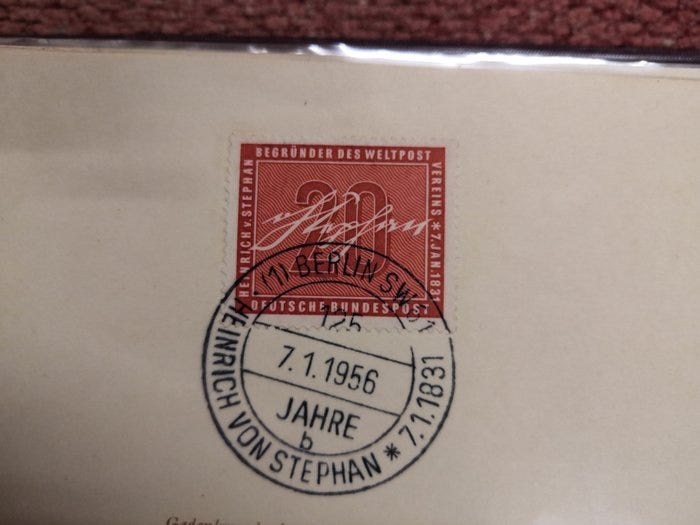 BEGRÜNDER DES WELTPOST
VEREINS * 7. JAN. 1831
HEINRICH v. STEPHAN
20
Stephan
DEUTSCHE BUNDESPOST
(1) BERLIN SW
125
7.1.1956
JAHRE
b
HEINRICH VON STEPHAN * 7.1.1831